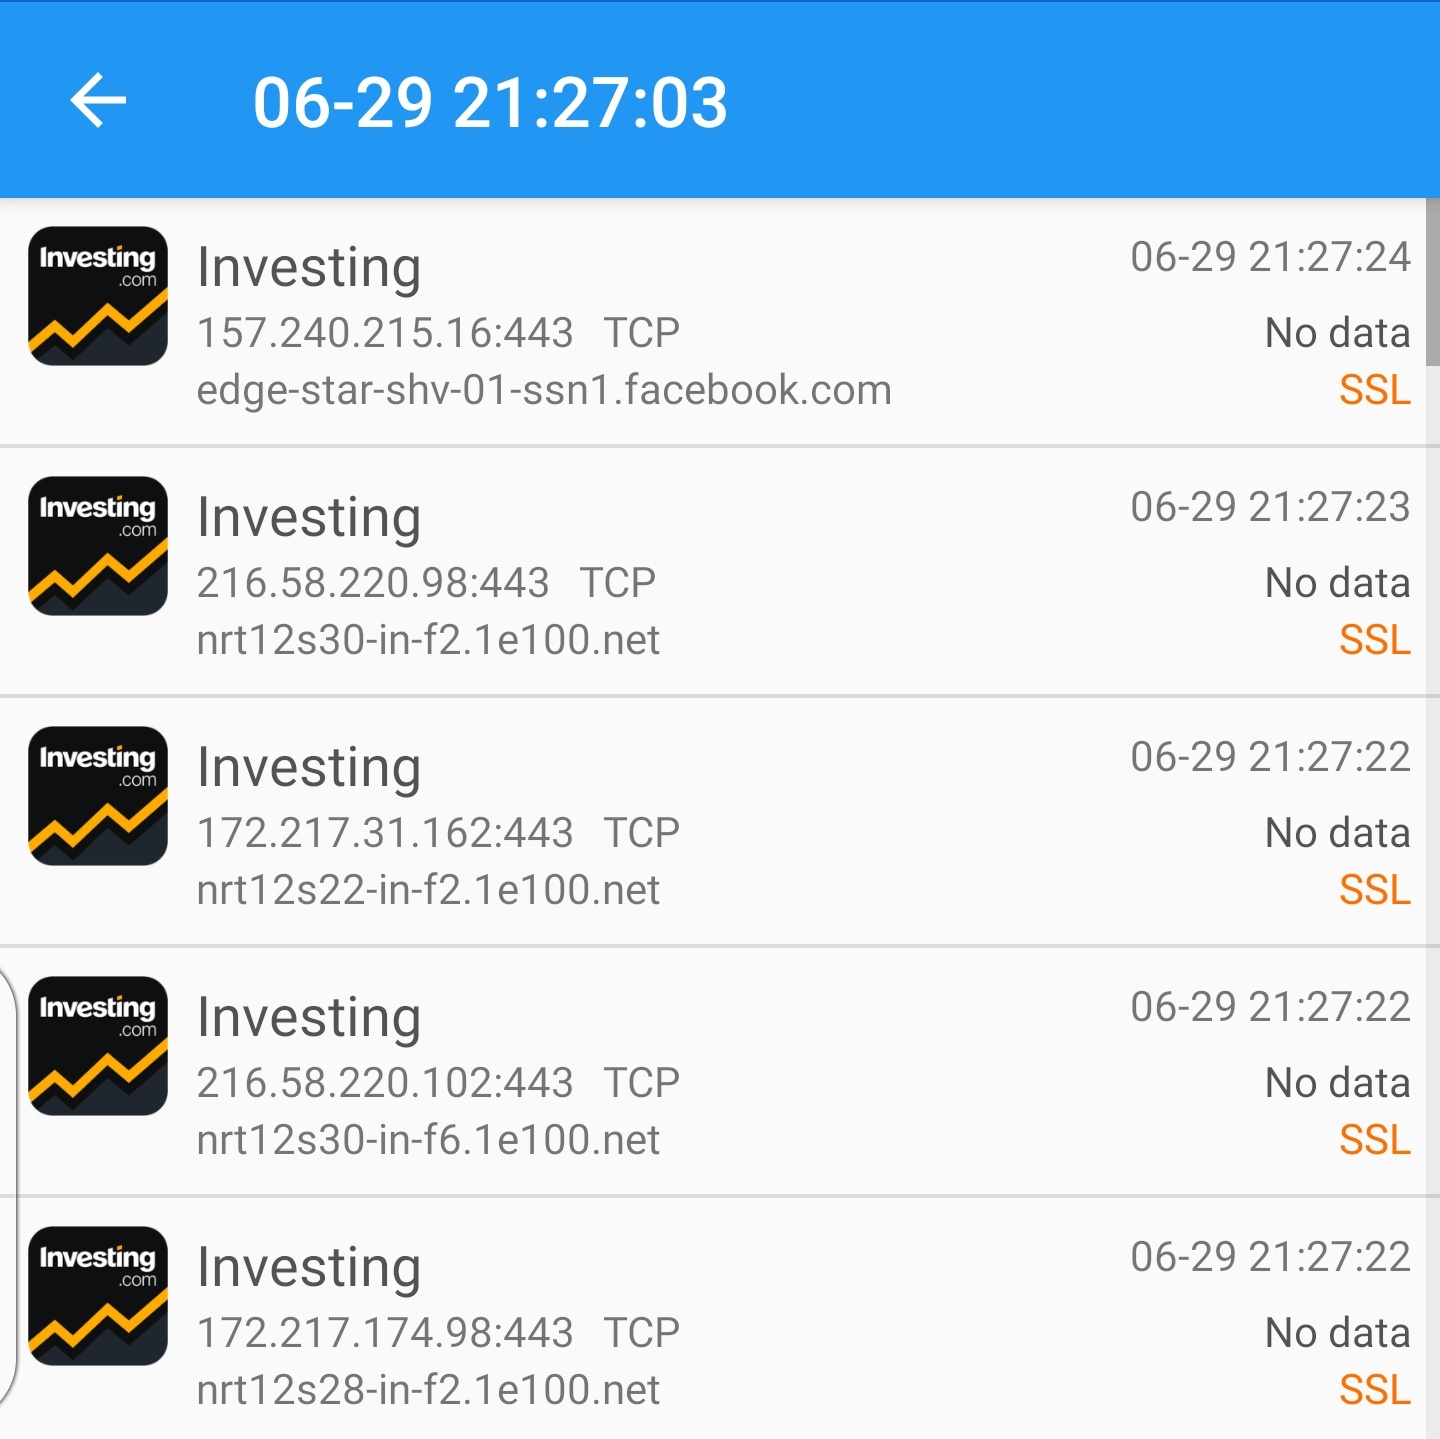 06-29 21:27:03
Investing
.com
Investing
06-29 21:27:24
157.240.215.16:443 TCP
No data
edge-star-shv-01-ssn1.facebook.com
SSL
Investing
.com
Investing
06-29 21:27:23
216.58.220.98:443 TCP
No data
nrt12s30-in-f2.1e100.net
SSL
Investing
.com
Investing
06-29 21:27:22
172.217.31.162:443 TCP
No data
nrt12s22-in-f2.1e100.net
SSL
Investing
.com
Investing
06-29 21:27:22
216.58.220.102:443 TCP
No data
nrt12s30-in-f6.1e100.net
SSL
Investing
.com
Investing
06-29 21:27:22
172.217.174.98:443 TCP
No data
nrt12s28-in-f2.1e100.net
SSL